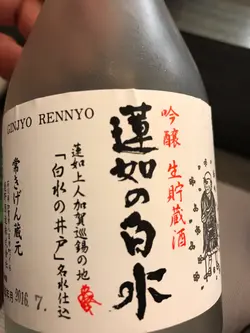 GINJYO RENNYO
吟醸 生貯蔵酒
蓮如の白水
蓮如上人加賀巡錫の地
「白水の井戸」名水仕込
常きげん蔵元
2016. 7.